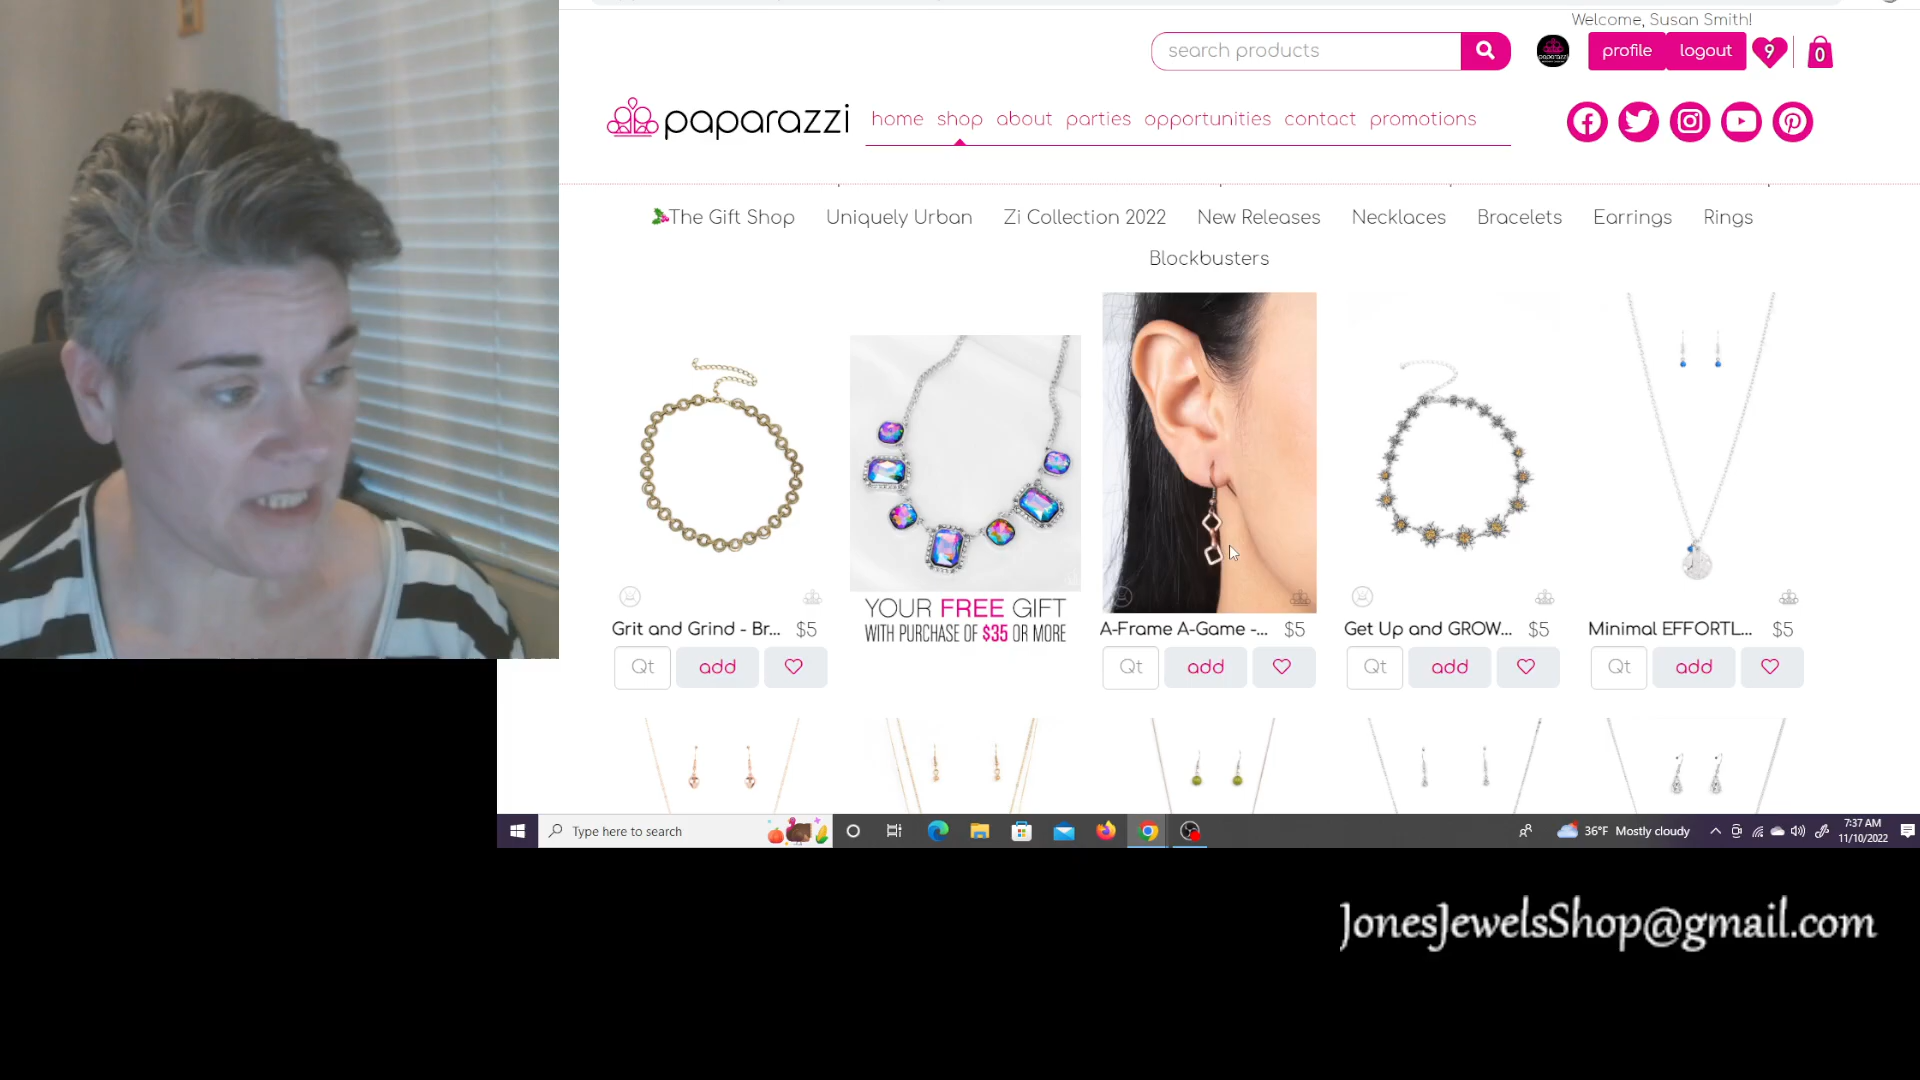 Welcome, Susan Smith!
search products
profile
logout
9
0
paparazzi
home shop about parties opportunities contact promotions
The Gift Shop
Uniquely Urban
Zi Collection 2022
New Releases
Necklaces
Bracelets
Earrings
Rings
Blockbusters
YOUR FREE GIFT
WITH PURCHASE OF $35 OR MORE
Grit and Grind - Br... $5
A-Frame A-Game -... $5
Get Up and GROW... $5
Minimal EFFORTL... $5
Qt add
Qt add
Qt add
Qt add
Type here to search
36°F Mostly cloudy
7:37 AM
11/10/2022
JonesJewelsShop@gmail.com